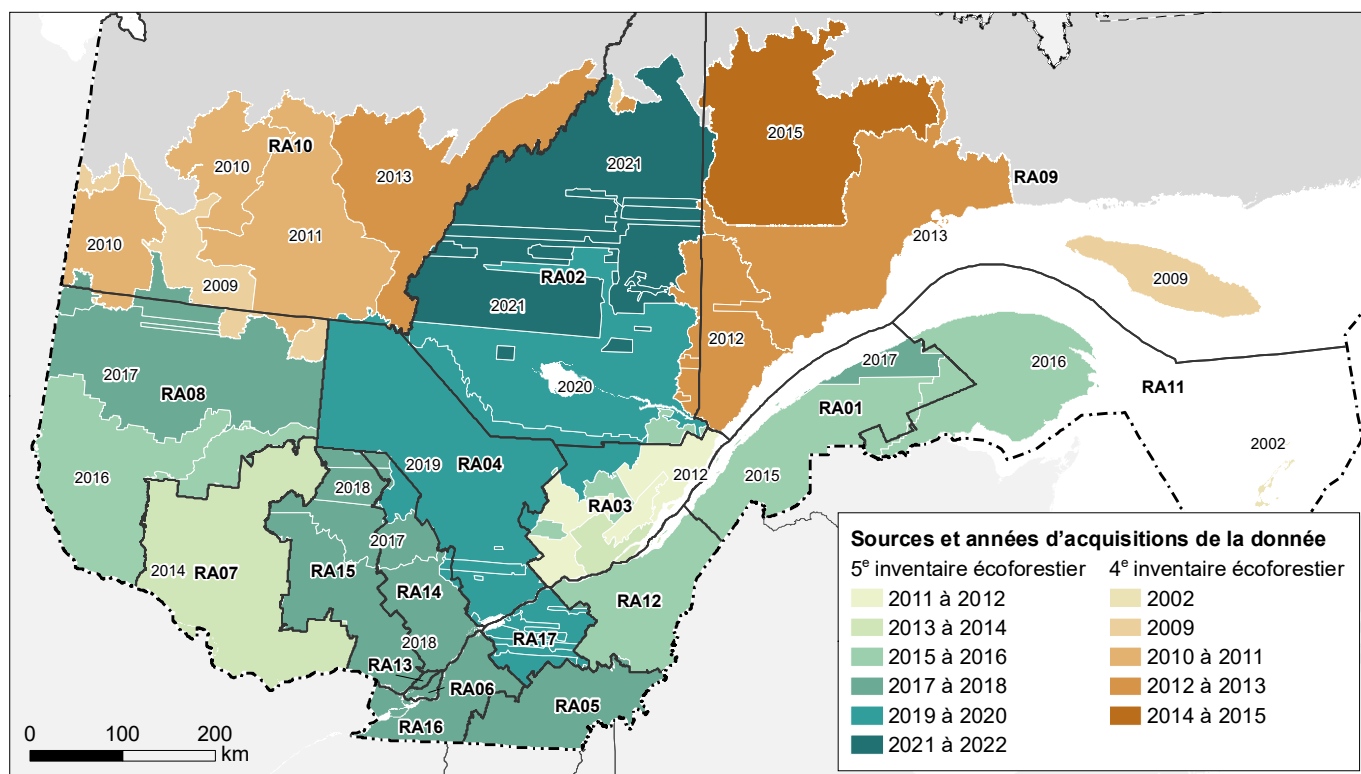 2015
2010
RA10
2021
2013
RA09
2010
2011
2013
RA02
2009
2009
2021
2012
2017
2017
2016
RA08
2020
RA11
RA01
2002
2019
RA04
2012
2016
2018
2015
RA03
2017
2014
RA07
RA15
RA14
RA12
RA17
2018
RA13
RA06
RA05
RA16
0 100 200
km
Sources et années d’acquisitions de la donnée
5e inventaire écoforestier
2011 à 2012
2013 à 2014
2015 à 2016
2017 à 2018
2019 à 2020
2021 à 2022
4e inventaire écoforestier
2002
2009
2010 à 2011
2012 à 2013
2014 à 2015